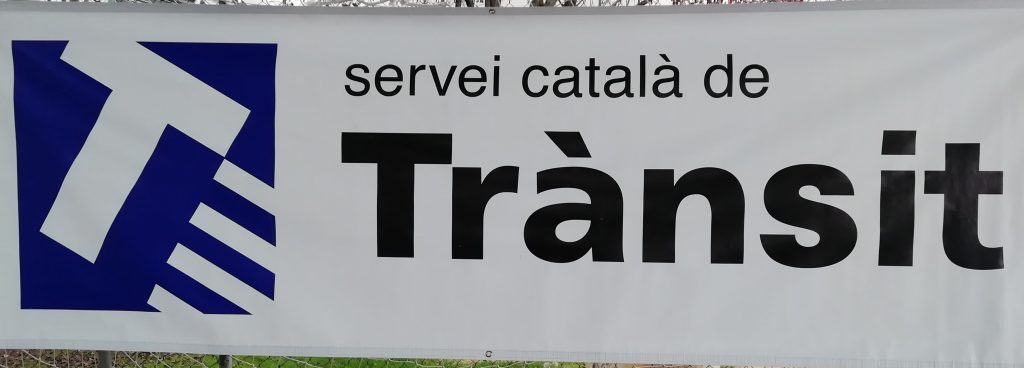 servei català de
Trànsit